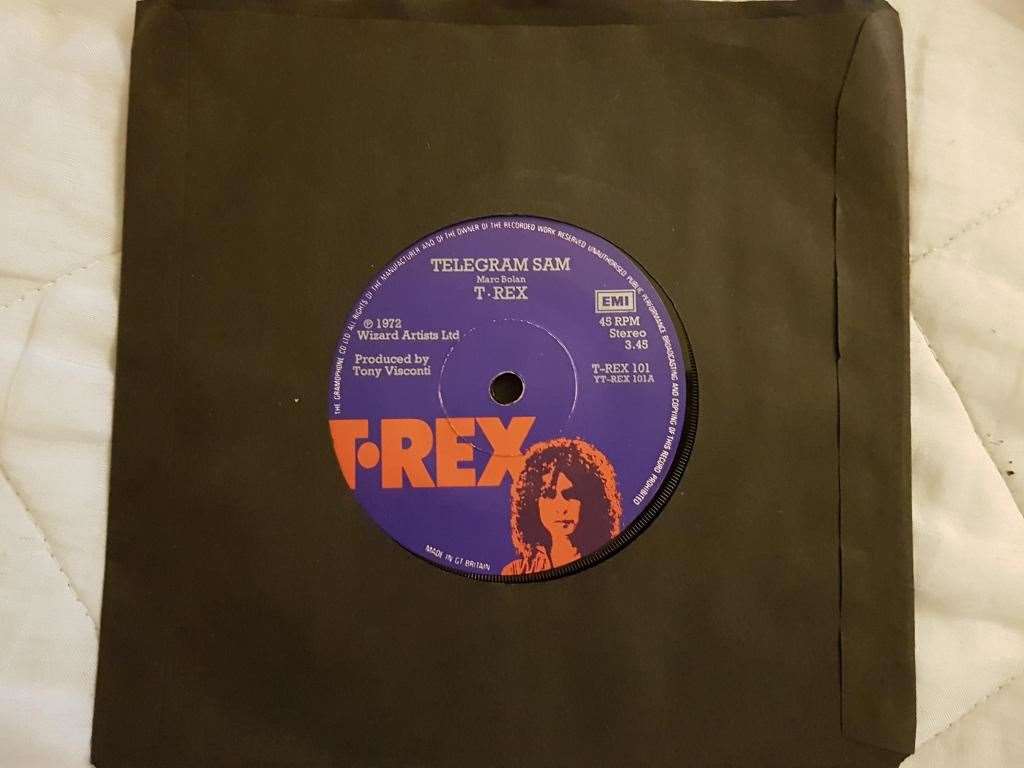 THE GRAMOPHONE CO LTD ALL RIGHTS OF THE MANUFACTURER AND OF THE OWNER OF THE RECORDED WORK RESERVED UNAUTHORISED PUBLIC PERFORMANCE BROADCASTING AND COPYING OF THIS RECORD PROHIBITED
TELEGRAM SAM
Marc Bolan
T·REX
EMI
℗ 1972
Wizard Artists Ltd
45 RPM
Stereo
3.45
Produced by
Tony Visconti
T-REX 101
YT-REX 101A
T·REX
MADE IN GT BRITAIN